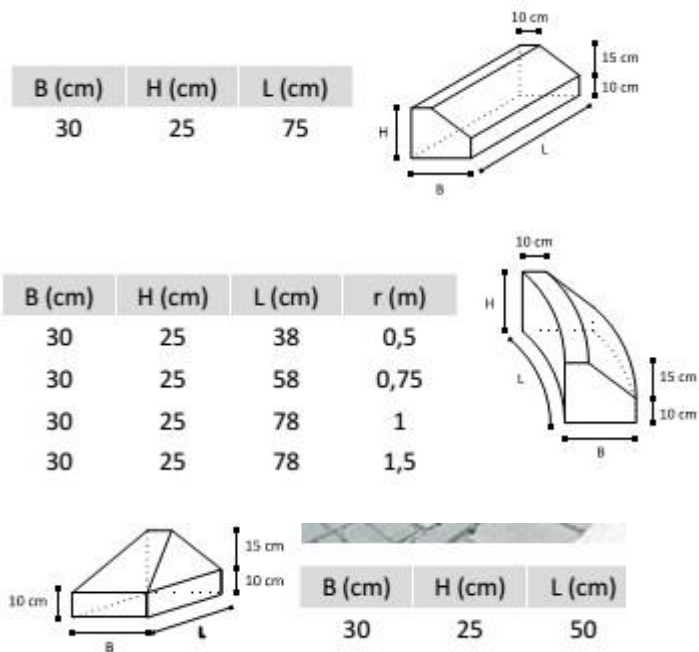 10 cm
15 cm
B (cm) H (cm) L (cm)
10 cm
30 25 75
H
L
B
10 cm
B (cm) H (cm) L (cm) r (m)
H
30 25 38 0,5
30 25 58 0,75
L
15 cm
30 25 78 1
10 cm
30 25 78 1,5
B
15 cm
10 cm
10 cm
B (cm) H (cm) L (cm)
L
30 25 50
B